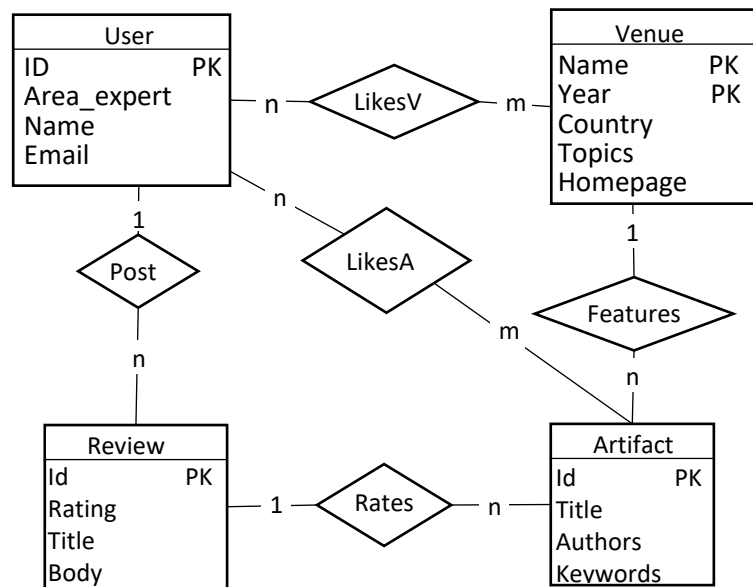 User
ID PK
Area_expert
Name
Email
n
LikesV
m
Venue
Name PK
Year PK
Country
Topics
Homepage
1
Post
n
n
LikesA
m
1
Features
n
Review
Id PK
Rating
Title
Body
1
Rates
n
Artifact
Id PK
Title
Authors
Keywords